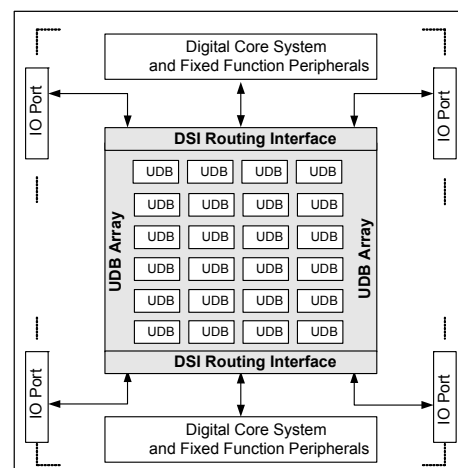 Digital Core System
and Fixed Function Peripherals
IO Port
IO Port
DSI Routing Interface
UDB Array
UDB Array
UDB UDB UDB UDB
UDB UDB UDB UDB
UDB UDB UDB UDB
UDB UDB UDB UDB
UDB UDB UDB UDB
UDB UDB UDB UDB
DSI Routing Interface
IO Port
IO Port
Digital Core System
and Fixed Function Peripherals